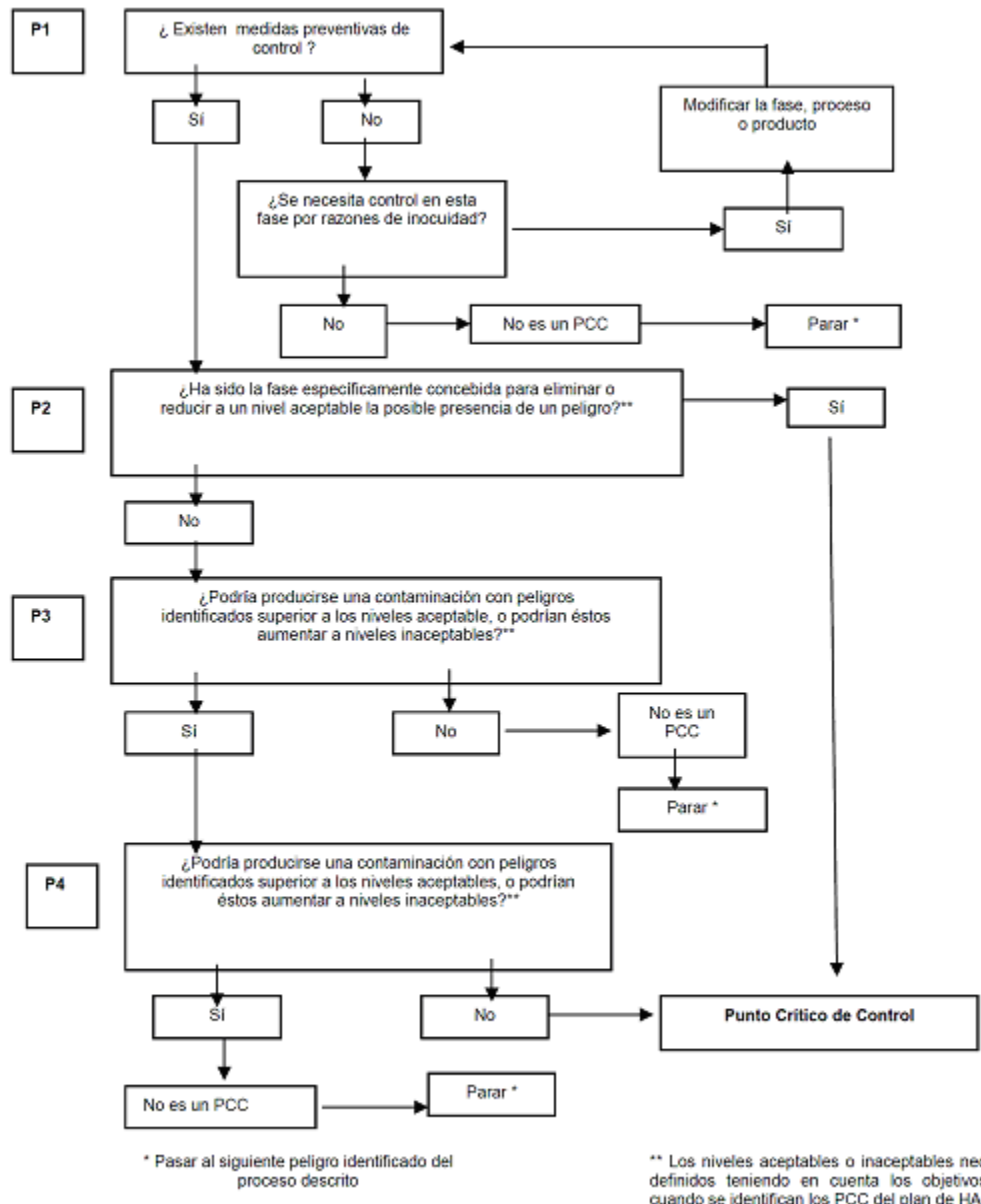 P1
¿ Existen medidas preventivas de
control ?
Sí
No
Modificar la fase, proceso
o producto
¿Se necesita control en esta
fase por razones de inocuidad?
Sí
No
No es un PCC
Parar *
P2
¿Ha sido la fase específicamente concebida para eliminar o
reducir a un nivel aceptable la posible presencia de un peligro?**
Sí
No
P3
¿Podría producirse una contaminación con peligros
identificados superior a los niveles aceptable, o podrían éstos
aumentar a niveles inaceptables?**
Sí
No
No es un
PCC
Parar *
P4
¿Podría producirse una contaminación con peligros
identificados superior a los niveles aceptables, o podrían
éstos aumentar a niveles inaceptables?**
Sí
No
Punto Crítico de Control
No es un PCC
Parar *
* Pasar al siguiente peligro identificado del
proceso descrito
** Los niveles aceptables o inaceptables
definidos teniendo en cuenta los
cuando se identifican los PCC del plan de